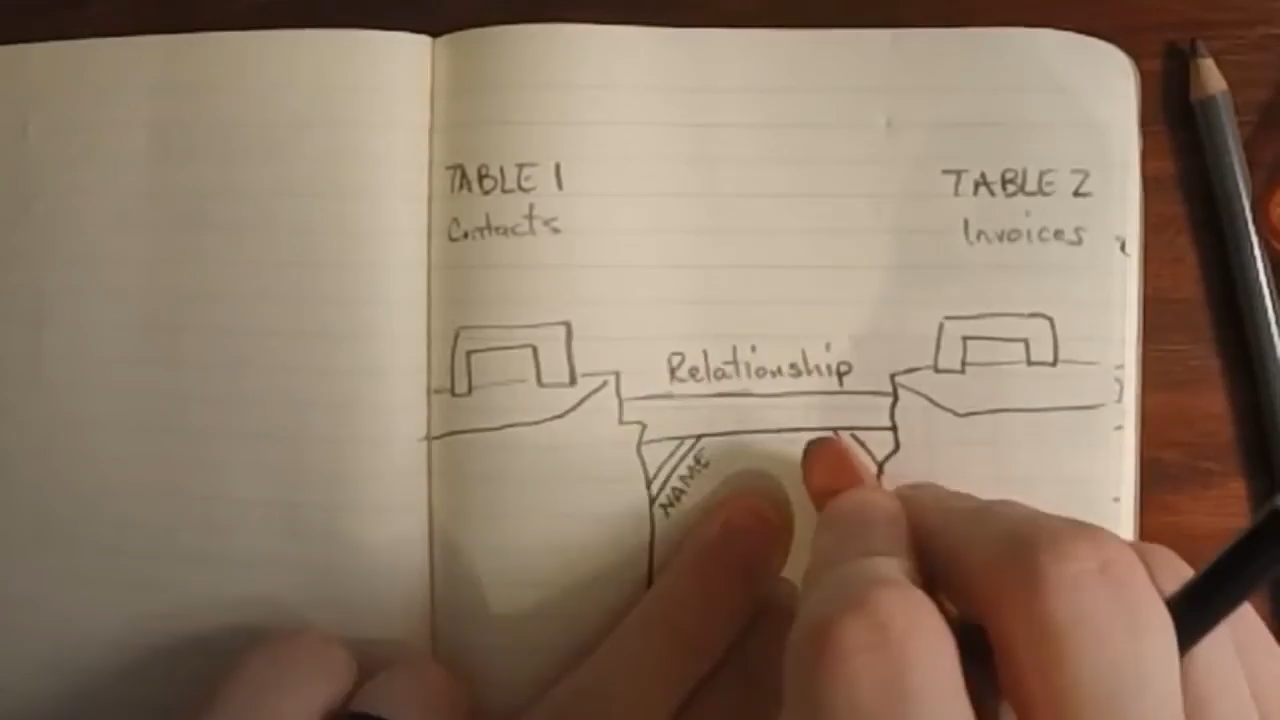 TABLE 1
Contacts
TABLE 2
Invoices
Relationship
NAME